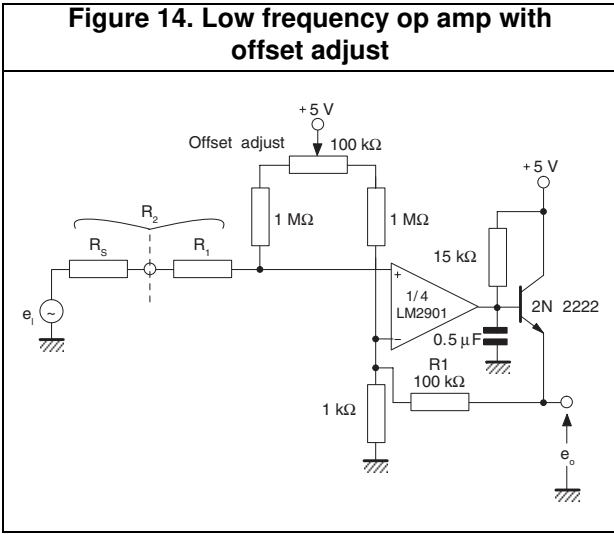 Figure 14. Low frequency op amp with
offset adjust
+5 V
Offset adjust
100 kΩ
+5 V
R2
RS
R1
1 MΩ
1 MΩ
15 kΩ
eI
~
+
1/4
LM2901
−
2N 2222
0.5 µF
R1
100 kΩ
1 kΩ
eo